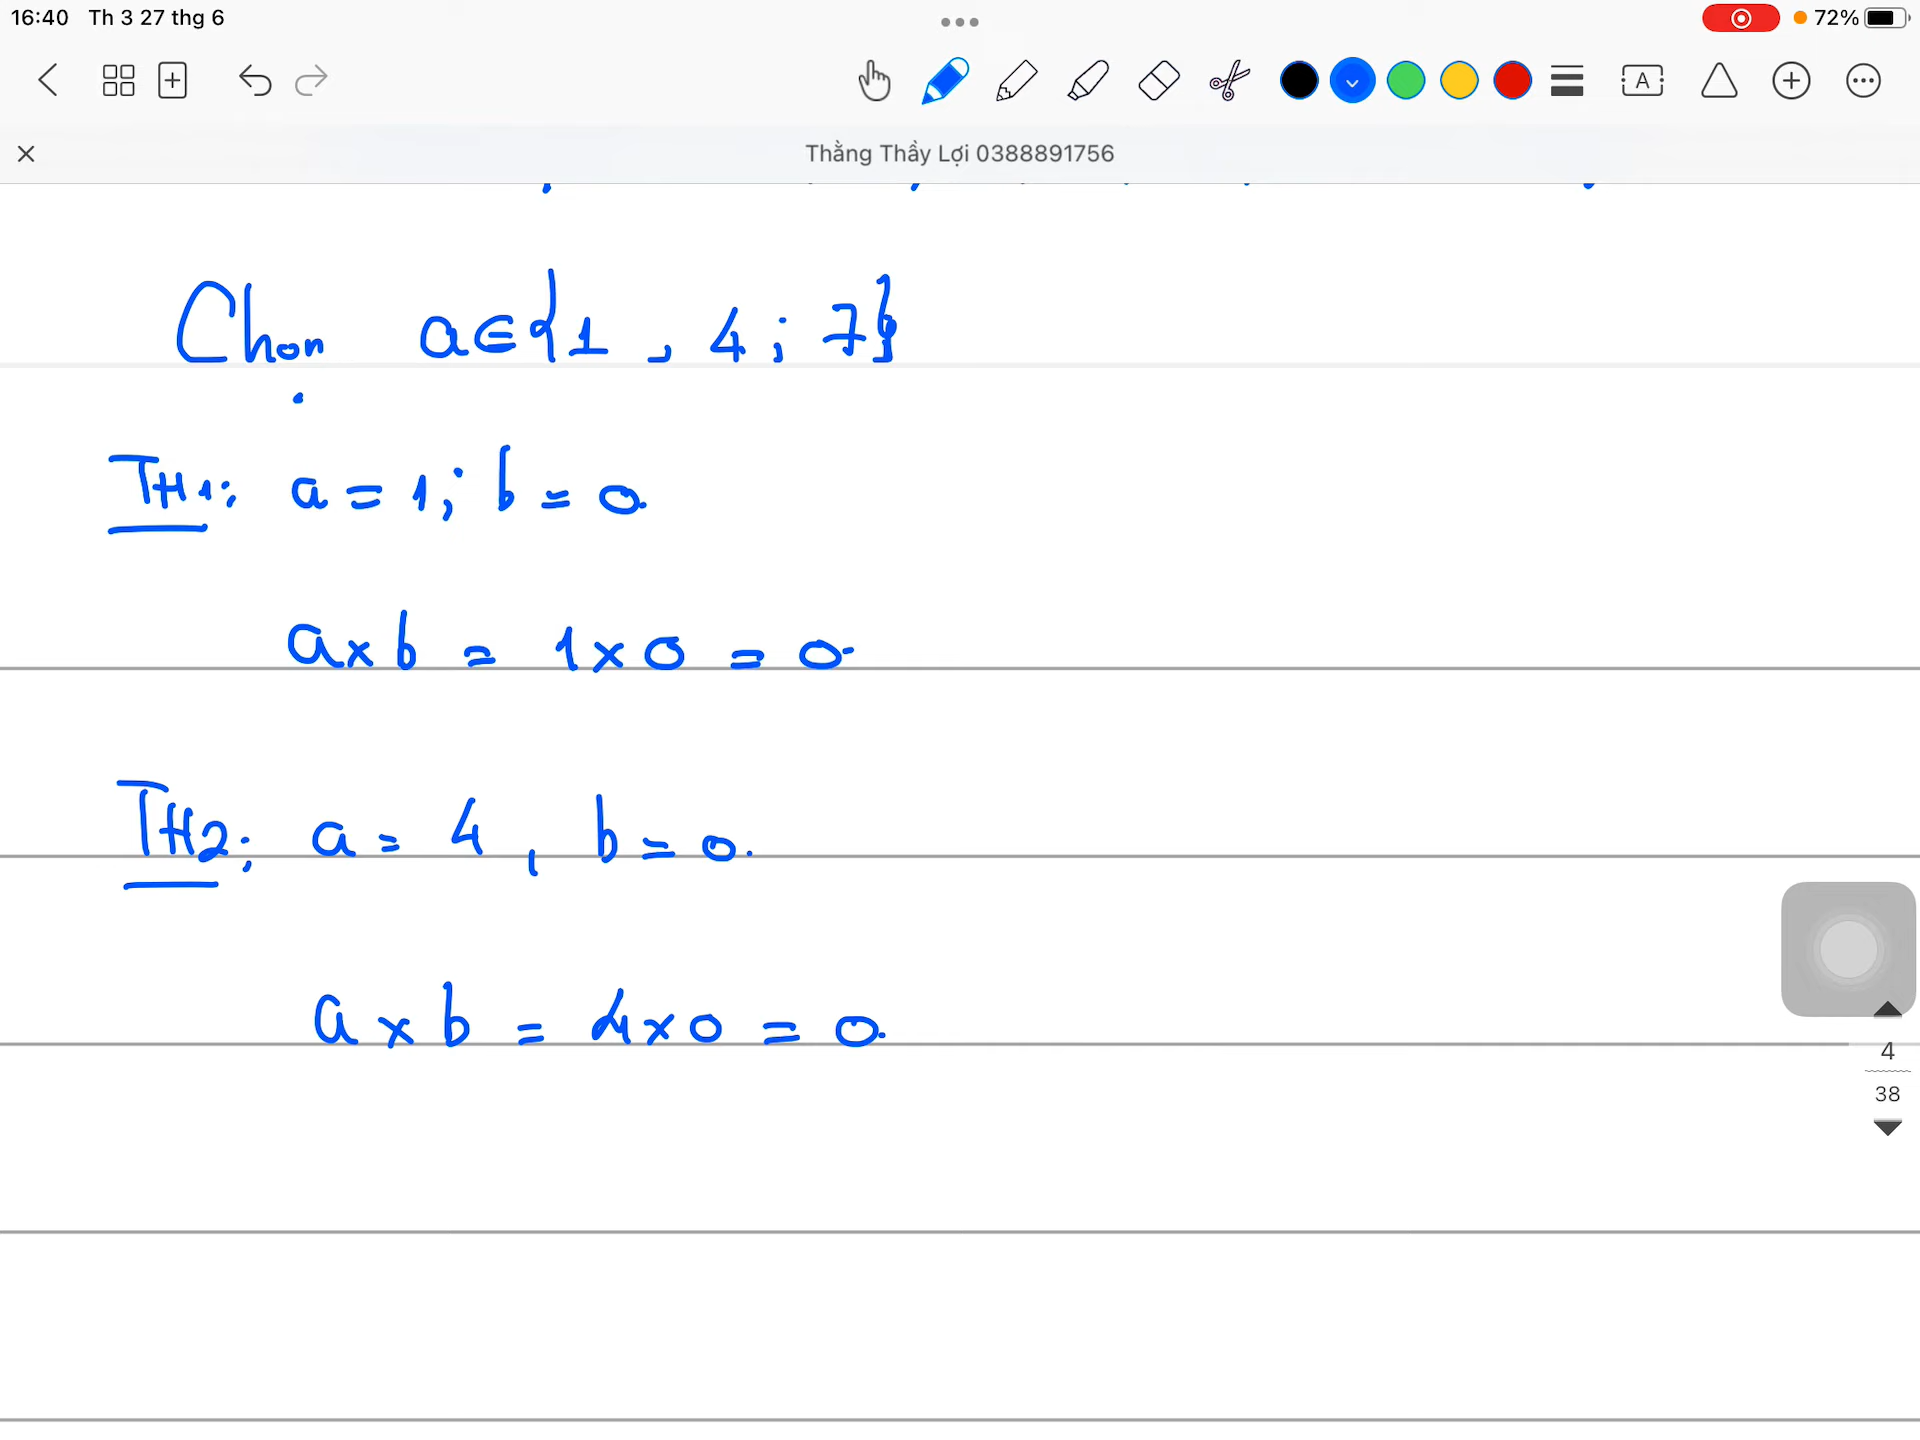 16:40 Th 3 27 thg 6 72%
A
Thằng Thầy Lợi 0388891756
Chọn a∈{1 , 4 ; 7}
TH1: a = 1; b = 0.
a x b = 1 x 0 = 0.
TH2: a = 4 , b = 0.
a x b = 4 x 0 = 0.
4
38